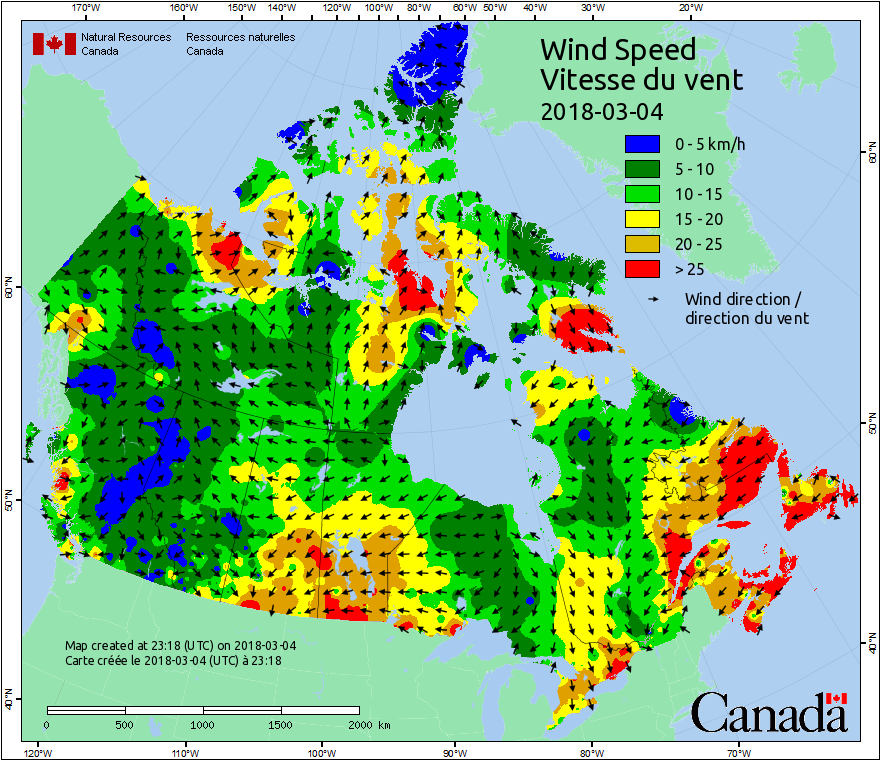 170°W 160°W 150°W 140°W 120°W 100°W 80°W 60°W 50°W 40°W 30°W 20°W
Natural Resources Ressources naturelles
Canada Canada
Wind Speed
Vitesse du vent
2018-03-04
0 - 5 km/h
5 - 10
10 - 15
15 - 20
20 - 25
> 25
Wind direction /
direction du vent
60°N
60°N
50°N
50°N
40°N
40°N
Map created at 23:18 (UTC) on 2018-03-04
Carte créée le 2018-03-04 (UTC) à 23:18
0 500 1000 1500 2000 km
Canada
120°W 110°W 100°W 90°W 80°W 70°W